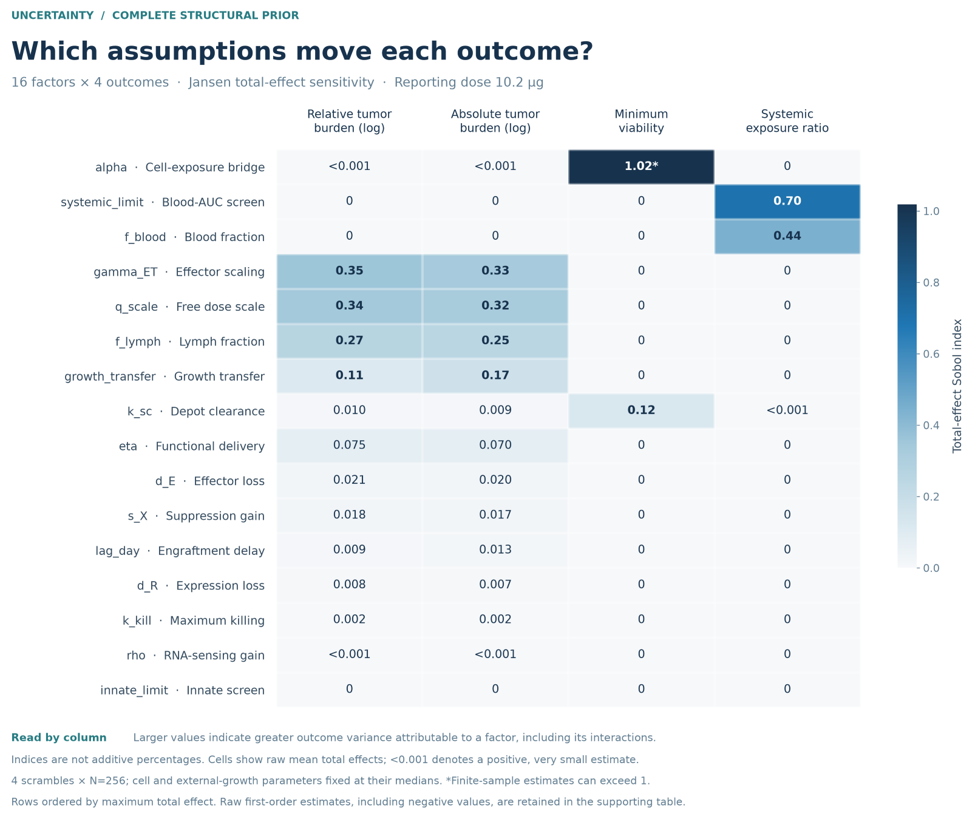 UNCERTAINTY / COMPLETE STRUCTURAL PRIOR
Which assumptions move each outcome?
16 factors × 4 outcomes · Jansen total-effect sensitivity · Reporting dose 10.2 µg
Relative tumor burden (log) Absolute tumor burden (log) Minimum viability Systemic exposure ratio
alpha · Cell-exposure bridge <0.001 <0.001 1.02* 0
systemic_limit · Blood-AUC screen 0 0 0 0.70
f_blood · Blood fraction 0 0 0 0.44
gamma_ET · Effector scaling 0.35 0.33 0 0
q_scale · Free dose scale 0.34 0.32 0 0
f_lymph · Lymph fraction 0.27 0.25 0 0
growth_transfer · Growth transfer 0.11 0.17 0 0
k_sc · Depot clearance 0.010 0.009 0.12 <0.001
eta · Functional delivery 0.075 0.070 0 0
d_E · Effector loss 0.021 0.020 0 0
s_X · Suppression gain 0.018 0.017 0 0
lag_day · Engraftment delay 0.009 0.013 0 0
d_R · Expression loss 0.008 0.007 0 0
k_kill · Maximum killing 0.002 0.002 0 0
rho · RNA-sensing gain <0.001 <0.001 0 0
innate_limit · Innate screen 0 0 0 0
1.0
0.8
0.6
0.4
0.2
0.0
Total-effect Sobol index
Read by column Larger values indicate greater outcome variance attributable to a factor, including its interactions.
Indices are not additive percentages. Cells show raw mean total effects; <0.001 denotes a positive, very small estimate.
4 scrambles × N=256; cell and external-growth parameters fixed at their medians. *Finite-sample estimates can exceed 1.
Rows ordered by maximum total effect. Raw first-order estimates, including negative values, are retained in the supporting table.